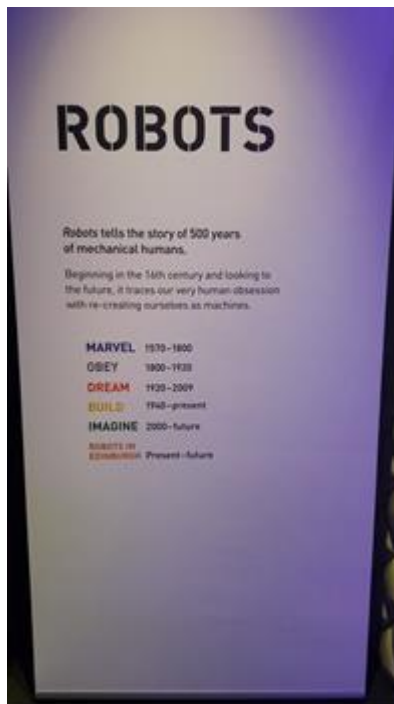 ROBOTS
Robots tells the story of 500 years
of mechanical humans.
Beginning in the 16th century and looking to
the future, it traces our very human obsession
with re-creating ourselves as machines.
MARVEL 1570–1800
OBEY 1800–1920
DREAM 1920–2009
BUILD 1940–present
IMAGINE 2000–future
ROBOTS IN
EDINBURGH Present–future